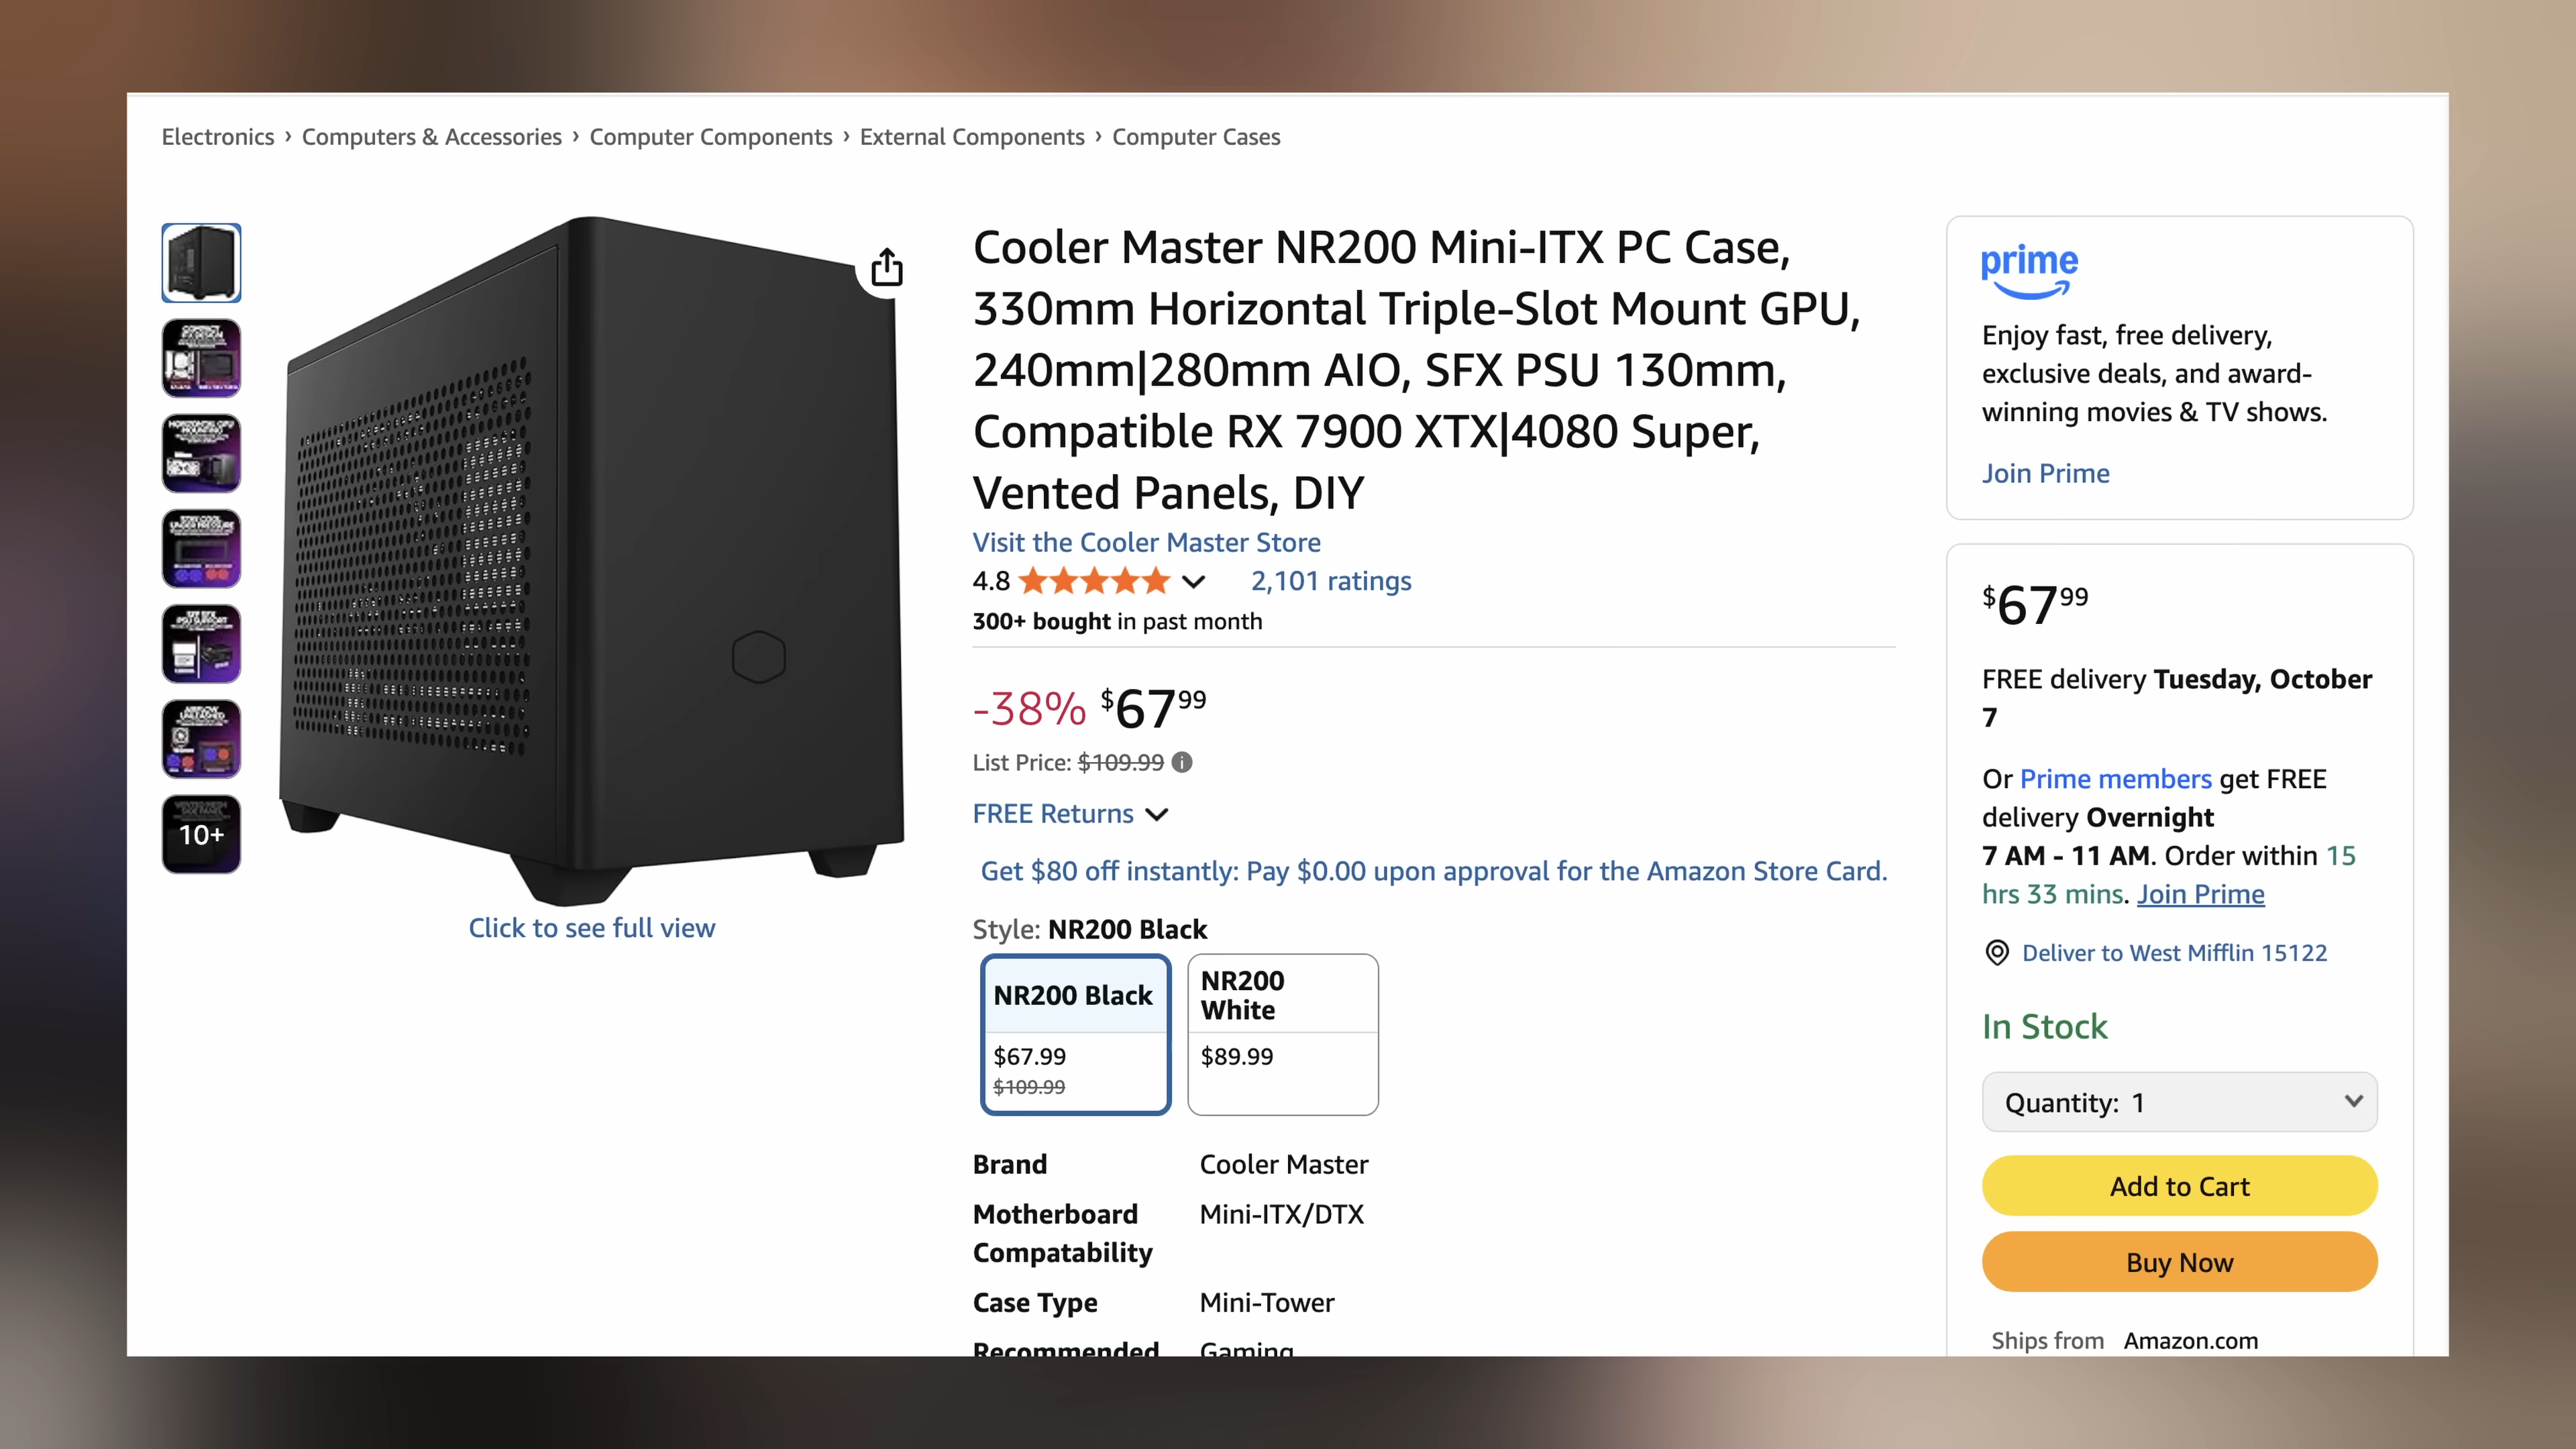 Electronics › Computers & Accessories › Computer Components › External Components › Computer Cases
10+
Click to see full view
Cooler Master NR200 Mini-ITX PC Case,
330mm Horizontal Triple-Slot Mount GPU,
240mm|280mm AIO, SFX PSU 130mm,
Compatible RX 7900 XTX|4080 Super,
Vented Panels, DIY
Visit the Cooler Master Store
4.8 2,101 ratings
300+ bought in past month
-38% $67 99
List Price: $109.99
FREE Returns
Get $80 off instantly: Pay $0.00 upon approval for the Amazon Store Card.
Style: NR200 Black
NR200 Black
$67.99
$109.99
NR200
White
$89.99
Brand Cooler Master
Motherboard Mini-ITX/DTX
Compatability
Case Type Mini-Tower
Recommended Gaming
prime
Enjoy fast, free delivery,
exclusive deals, and award-
winning movies & TV shows.
Join Prime
$67 99
FREE delivery Tuesday, October
7
Or Prime members get FREE
delivery Overnight
7 AM - 11 AM. Order within 15
hrs 33 mins. Join Prime
Deliver to West Mifflin 15122
In Stock
Quantity: 1
Add to Cart
Buy Now
Ships from Amazon.com